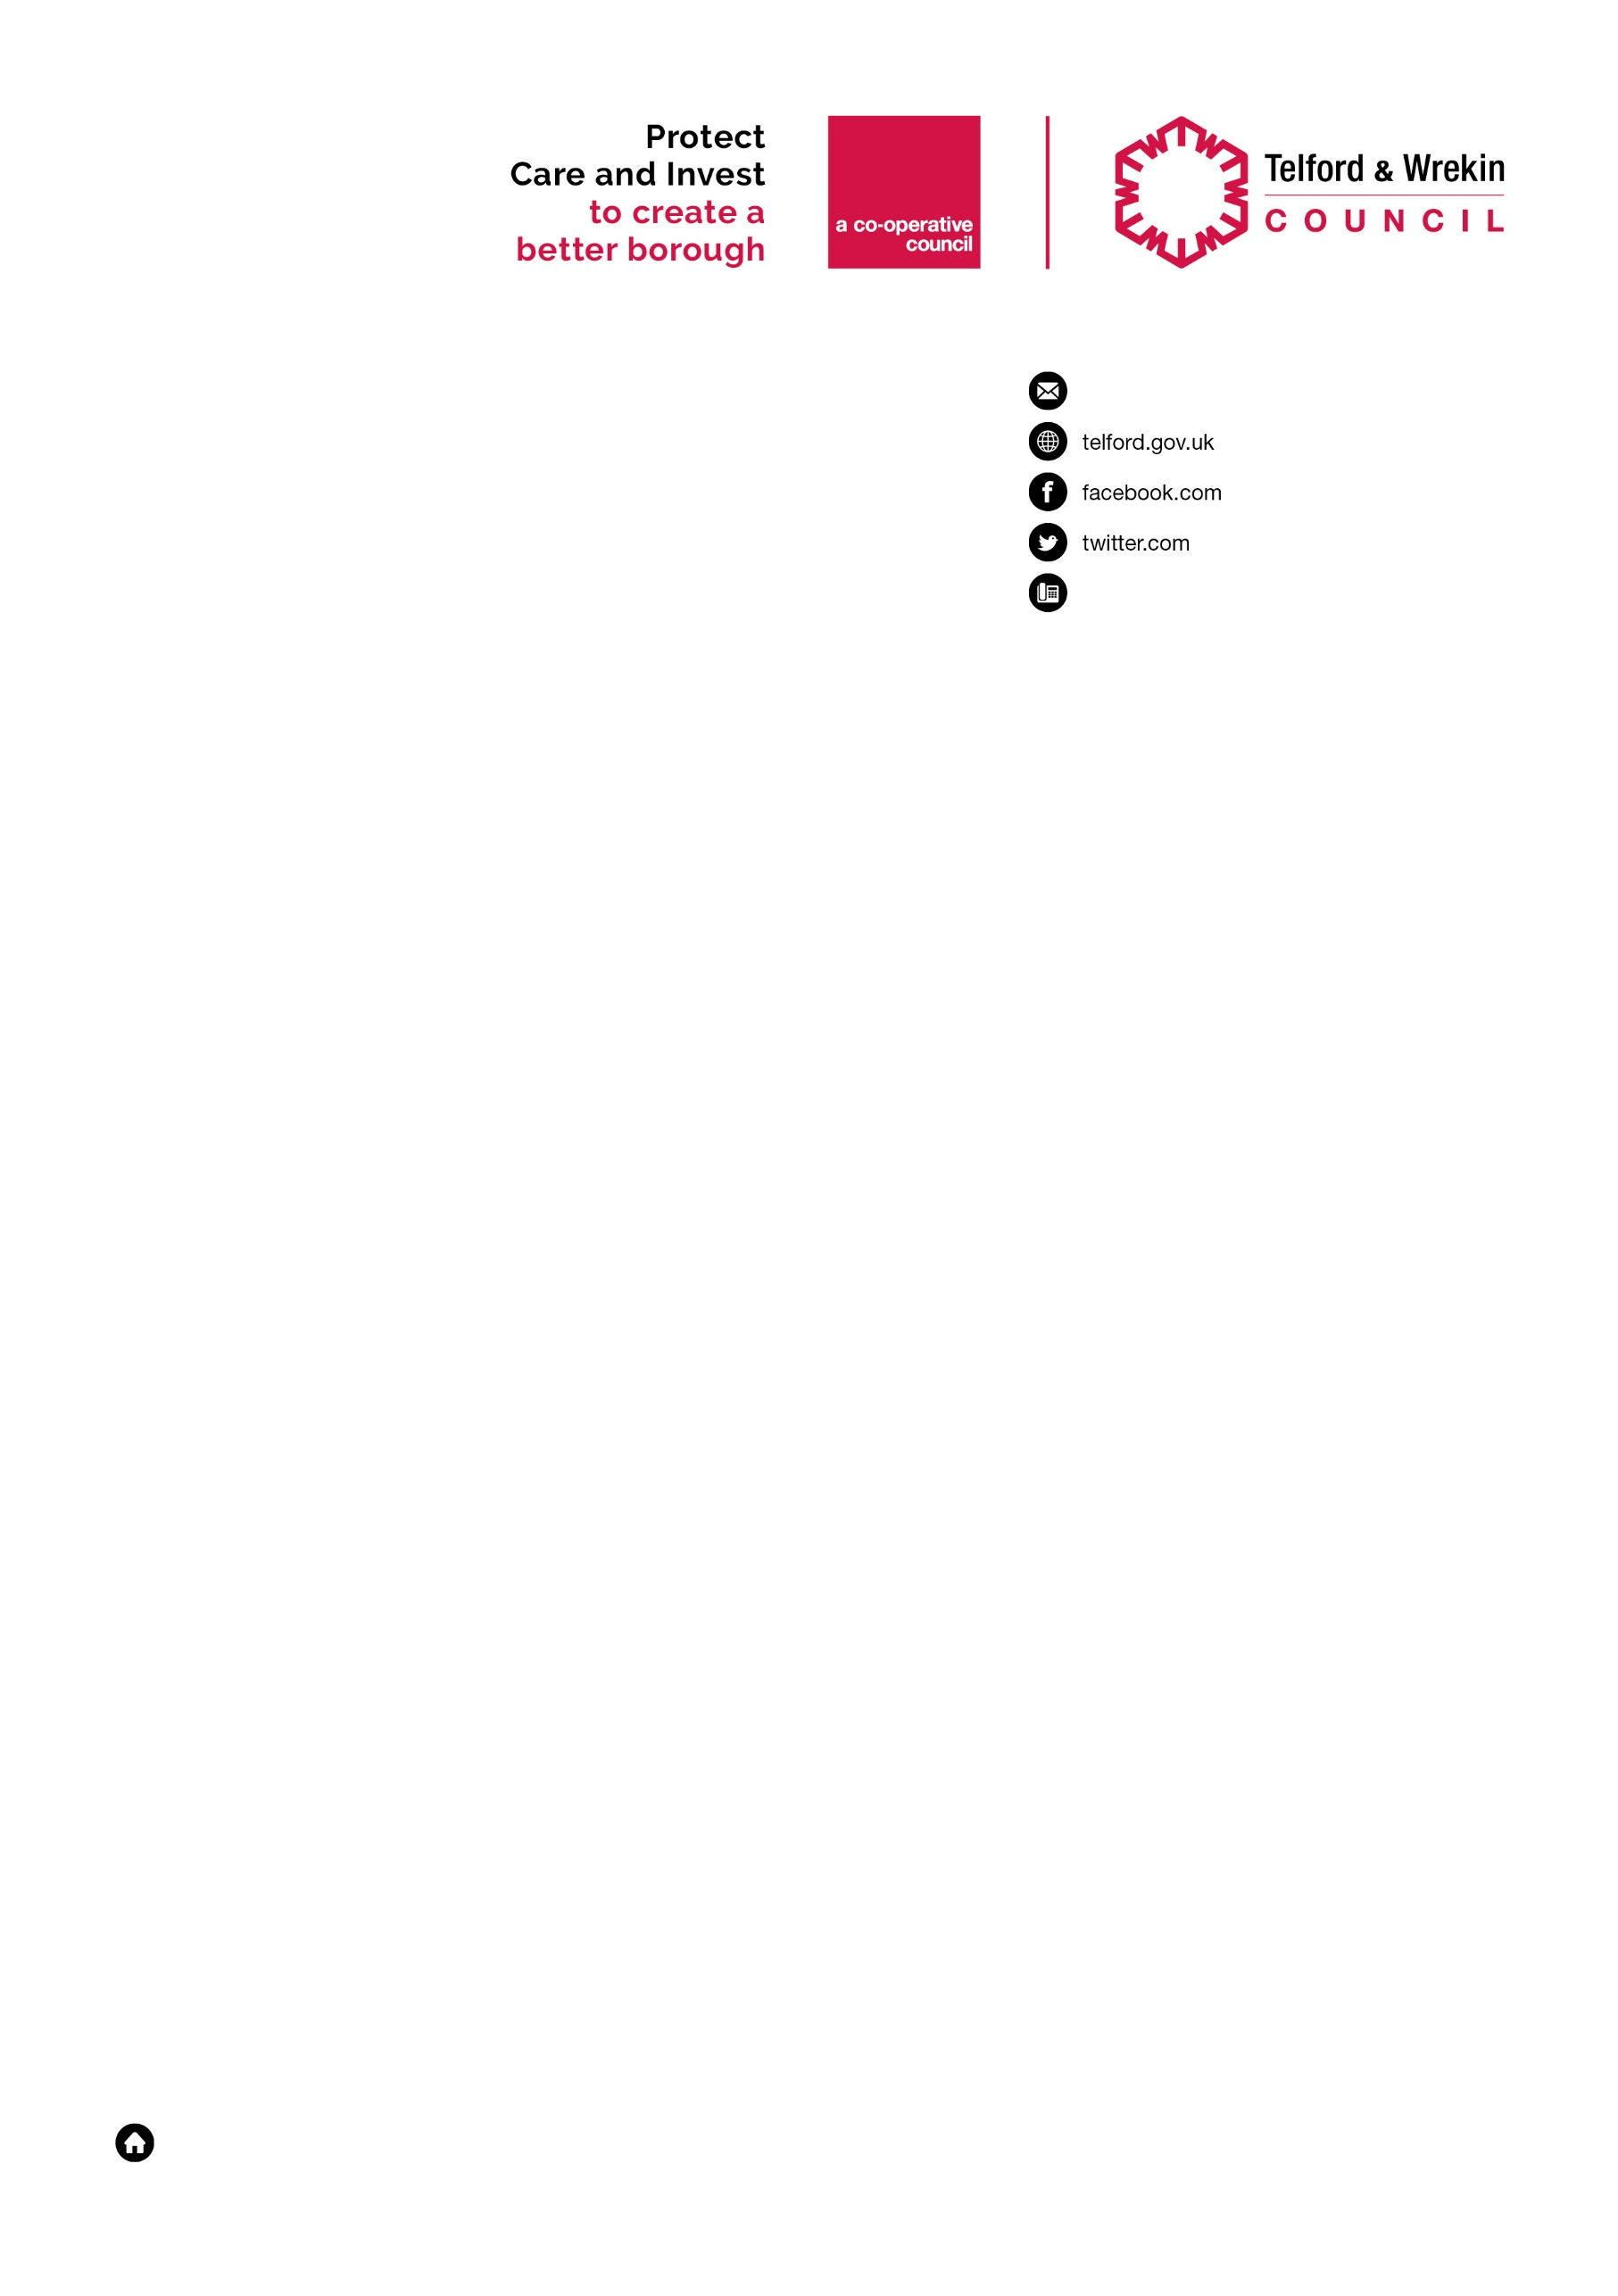 Protect
Care and Invest
to create a
better borough
a co-operative
council
Telford & Wrekin
COUNCIL
telford.gov.uk
facebook.com
twitter.com